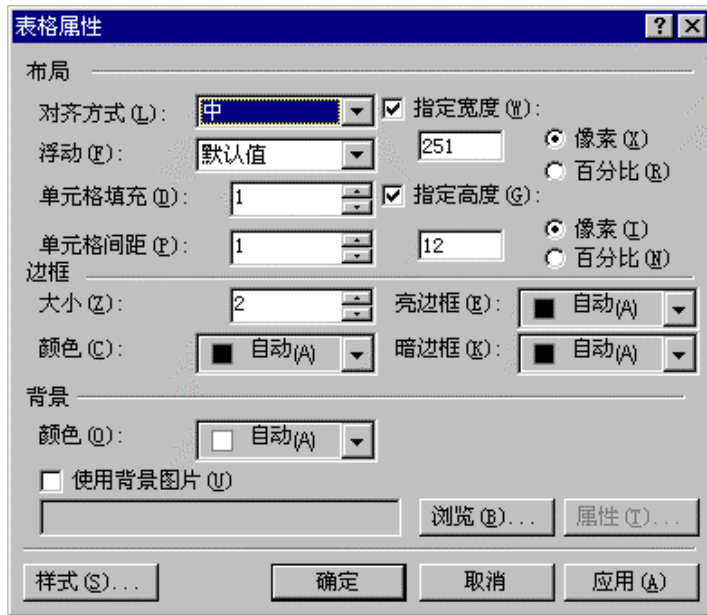 表格属性
布局
对齐方式(L): 中 指定宽度(W):
浮动(F): 默认值 251 像素(X)
百分比(R)
单元格填充(D): 1 指定高度(G):
单元格间距(P): 1 12 像素(I)
百分比(N)
边框
大小(Z): 2 亮边框(E): 自动(A)
颜色(C): 自动(A) 暗边框(K): 自动(A)
背景
颜色(O): 自动(A)
使用背景图片(U)
浏览(B)... 属性(T)...
样式(S)... 确定 取消 应用(A)